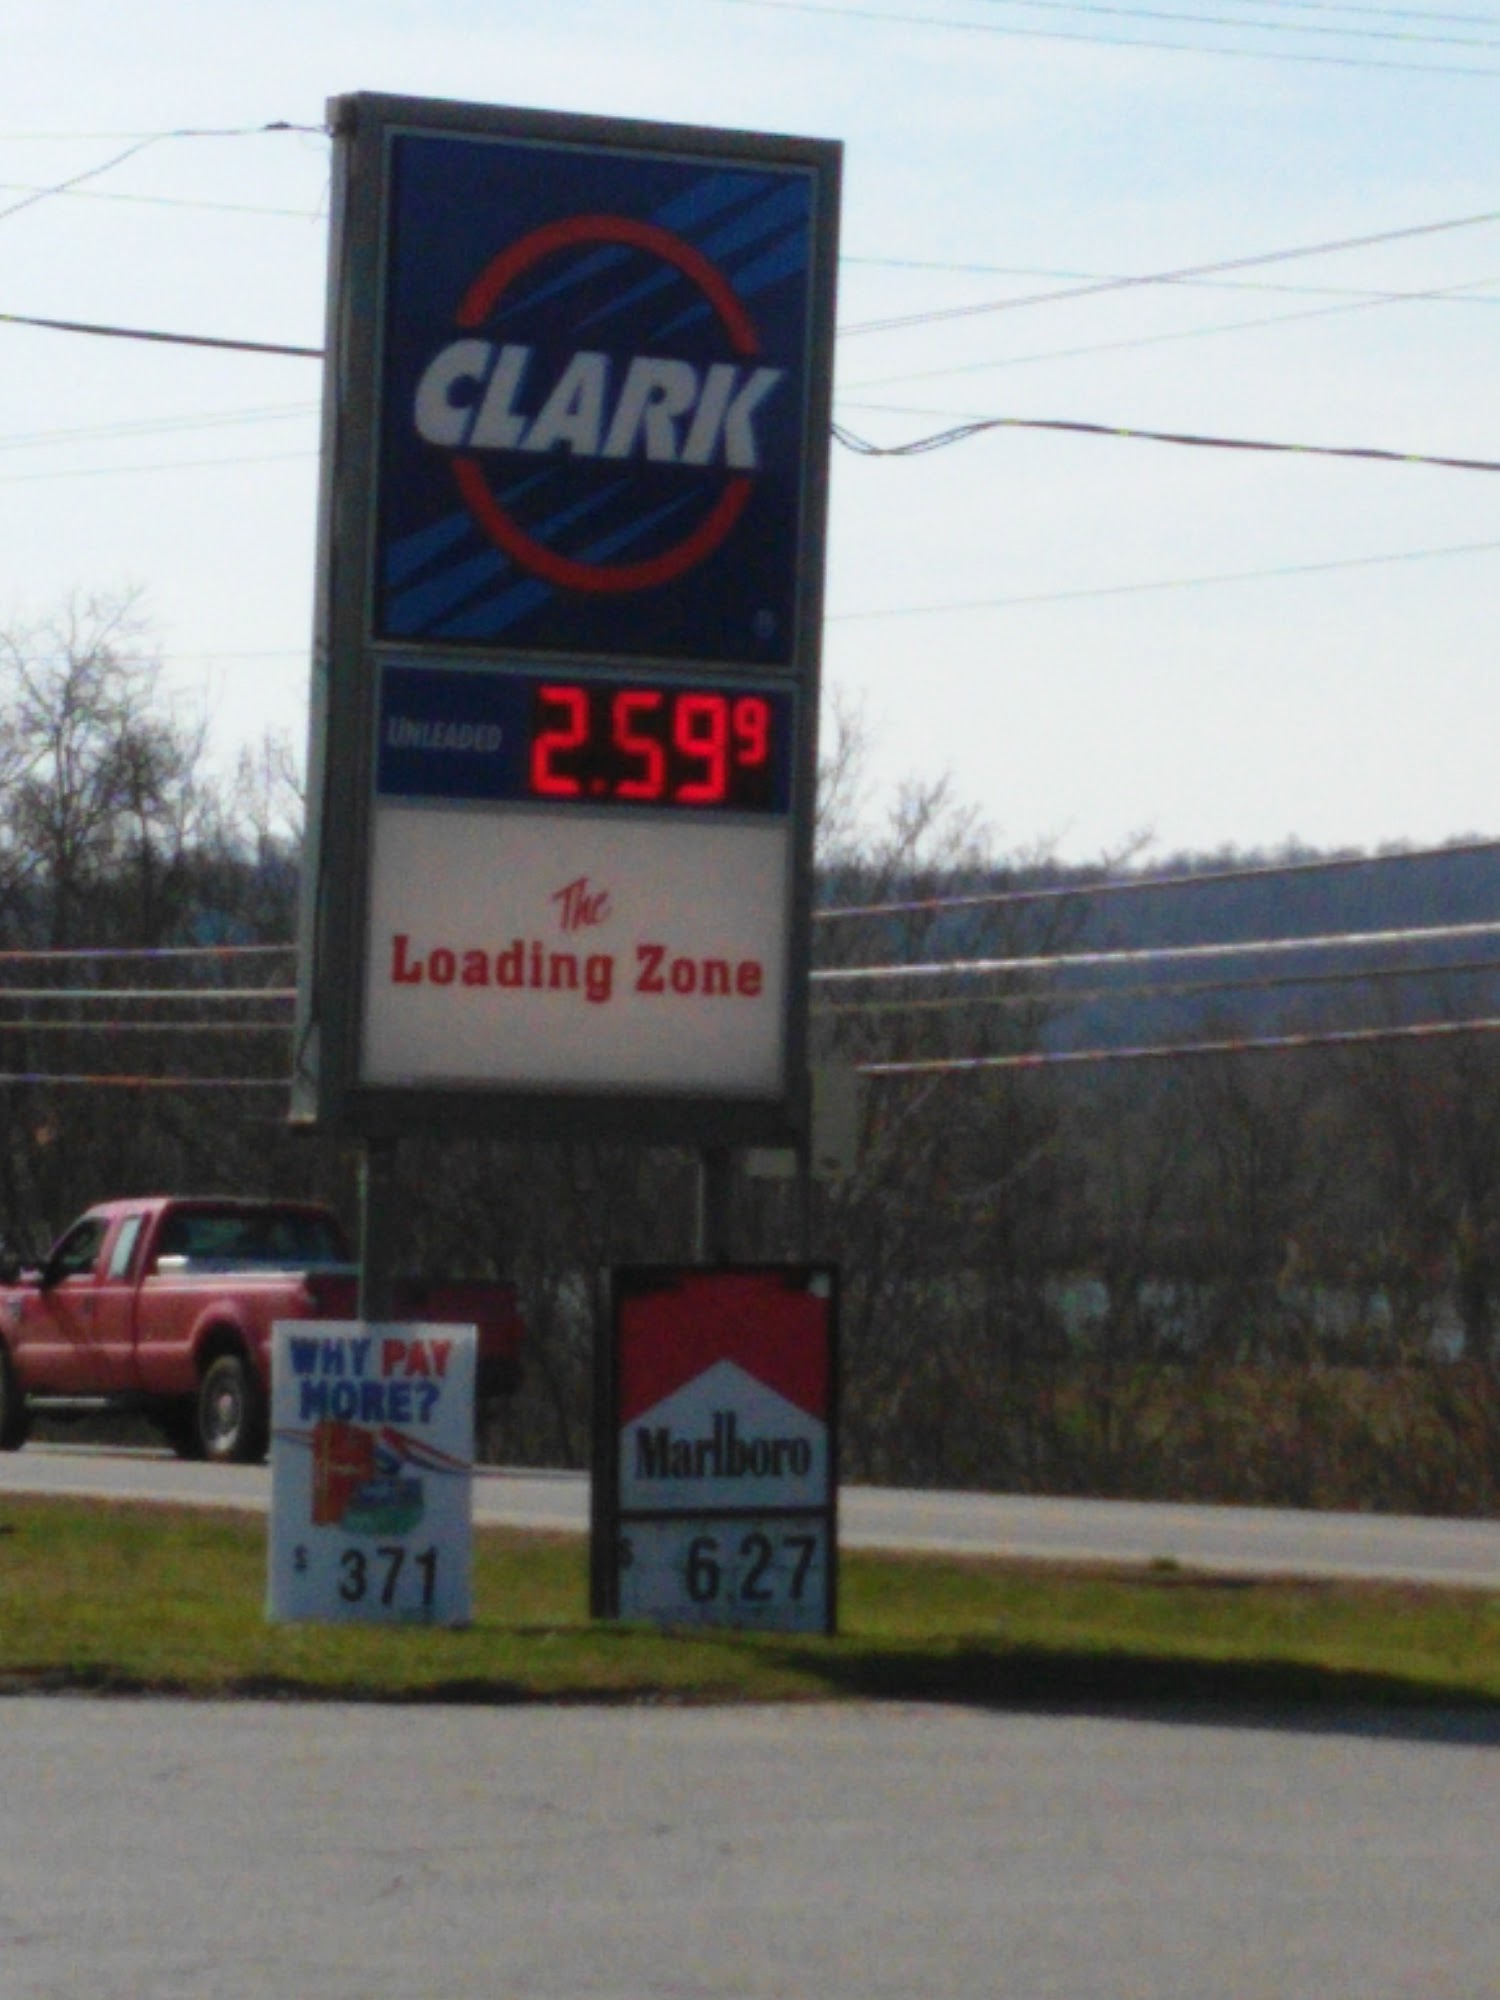 CLARK
UNLEADED 2.59 9
The
Loading Zone
WHY PAY
MORE?
$ 371
Marlboro
$ 6.27